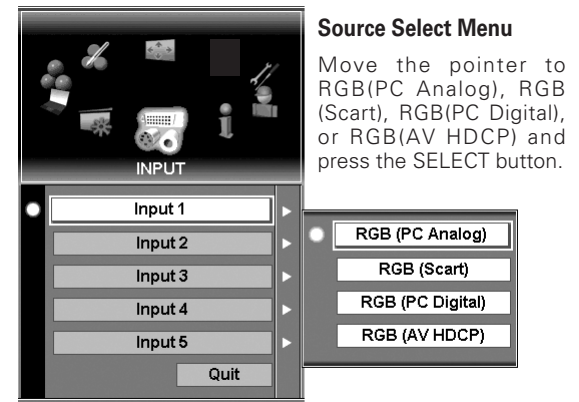 Source Select Menu
Move the pointer to
RGB(PC Analog), RGB
(Scart), RGB(PC Digital),
or RGB(AV HDCP) and
press the SELECT button.
INPUT
Input 1
Input 2
Input 3
Input 4
Input 5
Quit
RGB (PC Analog)
RGB (Scart)
RGB (PC Digital)
RGB (AV HDCP)